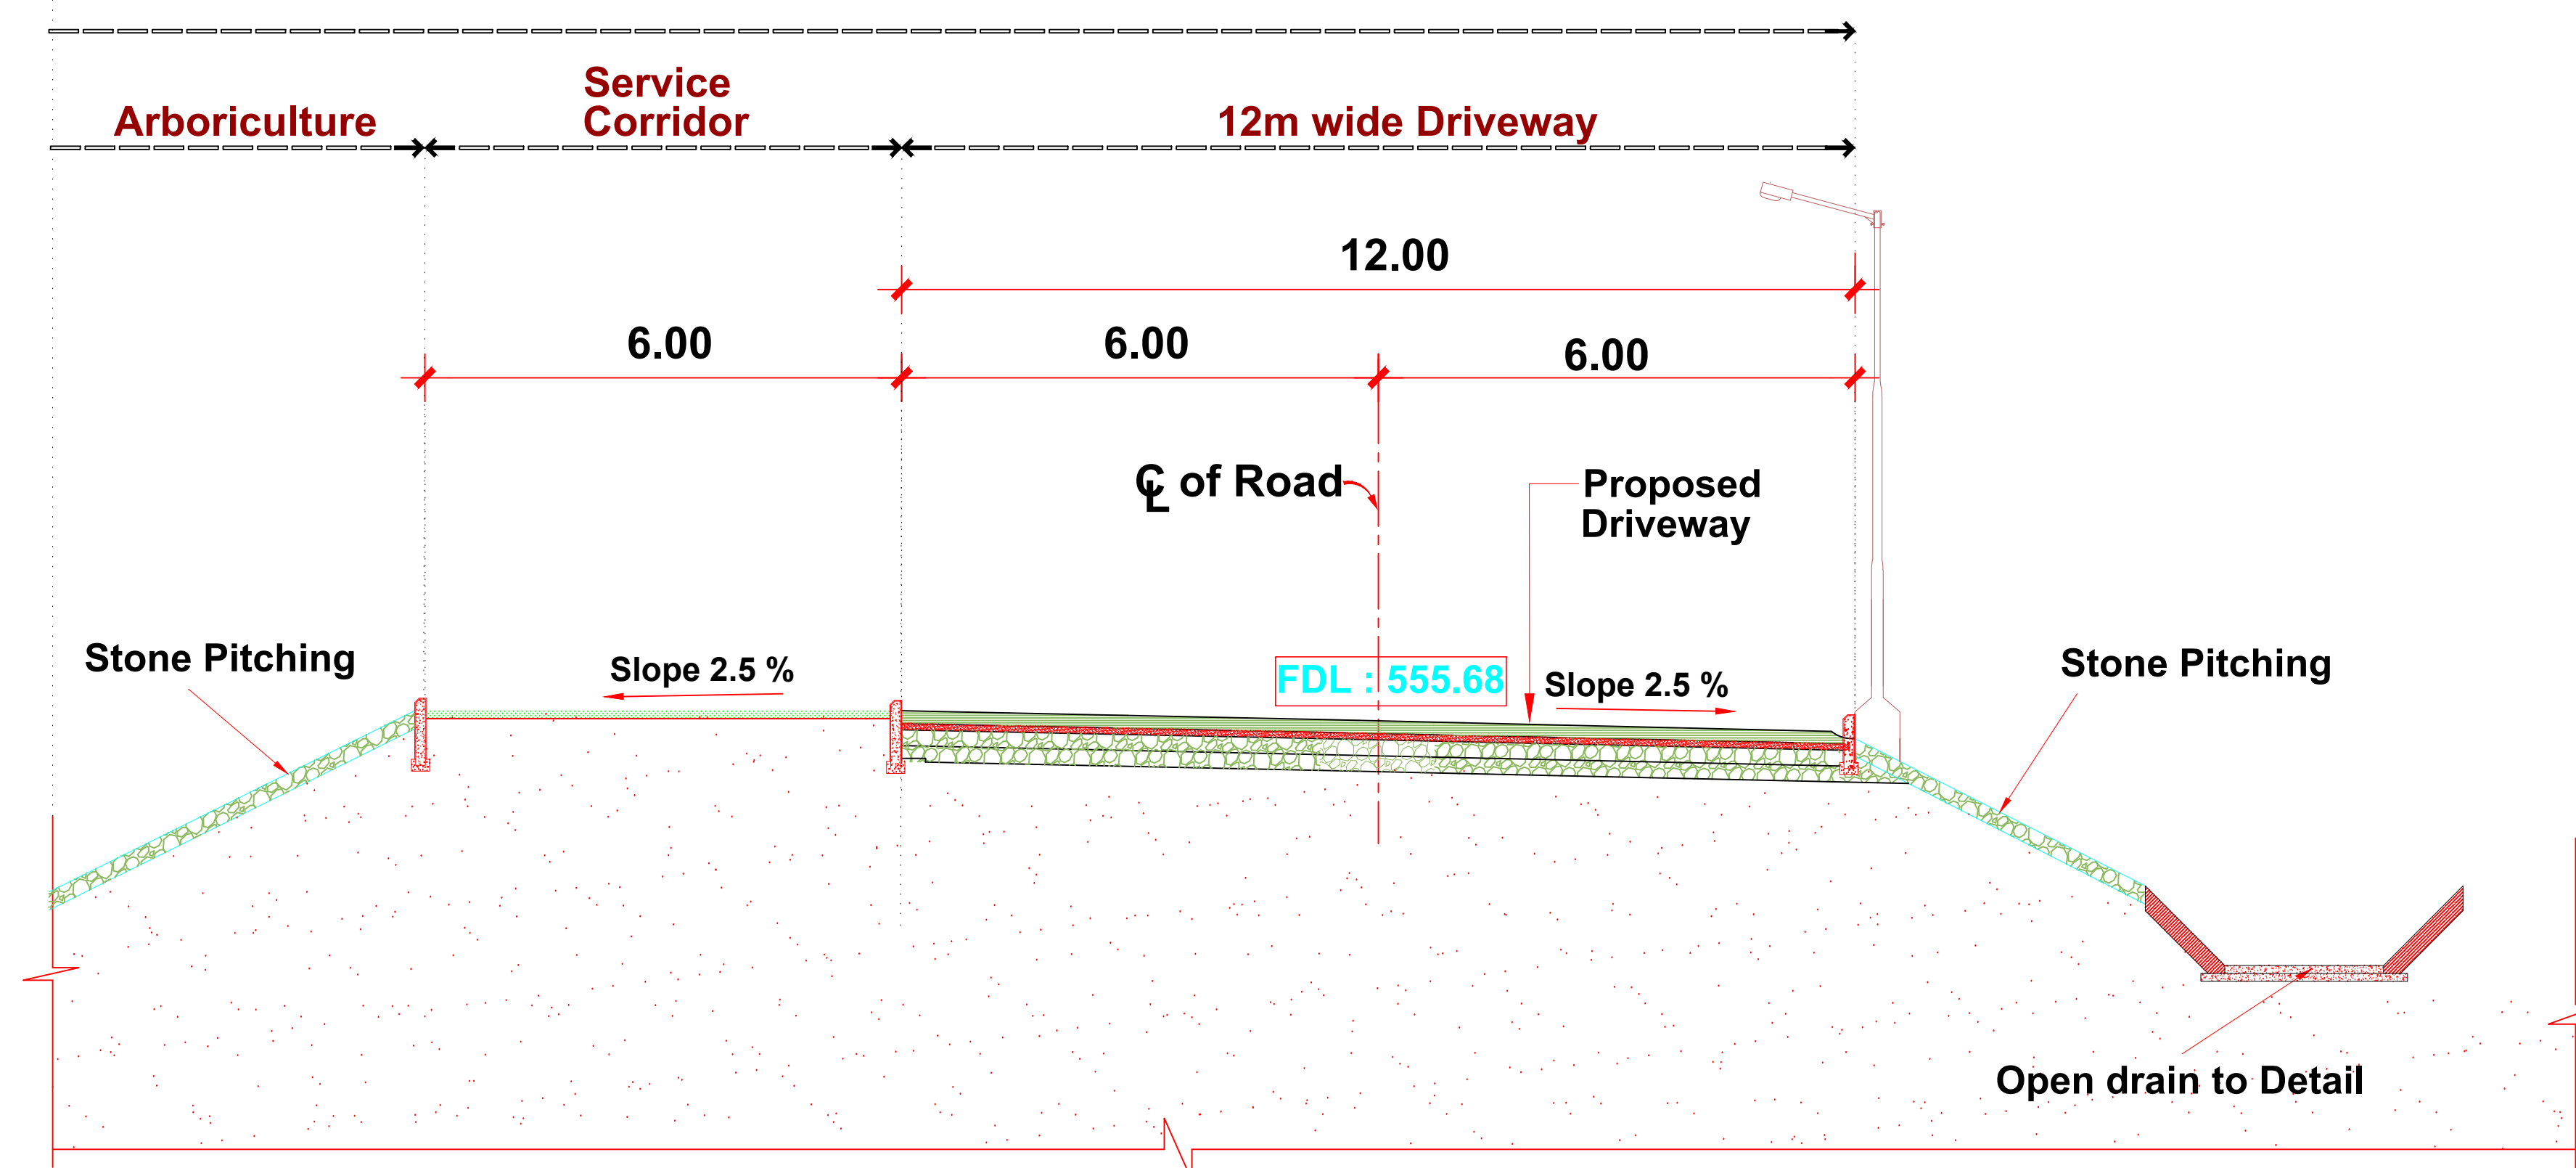 Service
Arboriculture Corridor 12m wide Driveway
12.00
6.00 6.00 6.00
℄ of Road
Proposed
Driveway
Stone Pitching Slope 2.5 % FDL : 555.68 Slope 2.5 % Stone Pitching
Open drain to Detail